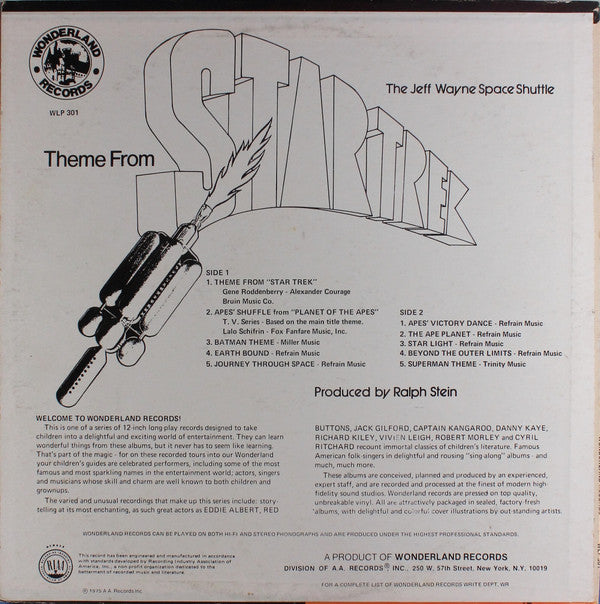 WONDERLAND
RECORDS
WLP 301
STAR TREK
The Jeff Wayne Space Shuttle
Theme From
SIDE 1
1. THEME FROM "STAR TREK"
Gene Roddenberry - Alexander Courage
Bruin Music Co.
2. APES' SHUFFLE from "PLANET OF THE APES"
T. V. Series - Based on the main title theme.
Lalo Schifrin - Fox Fanfare Music, Inc.
3. BATMAN THEME - Miller Music
4. EARTH BOUND - Refrain Music
5. JOURNEY THROUGH SPACE - Refrain Music
SIDE 2
1. APES' VICTORY DANCE - Refrain Music
2. THE APE PLANET - Refrain Music
3. STAR LIGHT - Refrain Music
4. BEYOND THE OUTER LIMITS - Refrain Music
5. SUPERMAN THEME - Trinity Music
Produced by Ralph Stein
WELCOME TO WONDERLAND RECORDS!
This is one of a series of 12-inch long play records designed to take
children into a delightful and exciting world of entertainment. They can learn
wonderful things from these albums, but it never has to seem like learning.
That's part of the magic - for on these recorded tours into our Wonderland
your children's guides are celebrated performers, including some of the most
famous and most sparkling names in the entertainment world; actors, singers
and musicians whose skill and charm are well known to both children and
grownups.
The varied and unusual recordings that make up this series include: story-
telling at its most enchanting, as such great actors as EDDIE ALBERT, RED
BUTTONS, JACK GILFORD, CAPTAIN KANGAROO, DANNY KAYE,
RICHARD KILEY, VIVIEN LEIGH, ROBERT MORLEY and CYRIL
RITCHARD recount immortal classics of children's literature. Famous
American folk-singers in delightful and rousing "sing along" albums - and
much, much more.
These albums are conceived, planned and produced by an experienced,
expert staff, and are recorded and processed at the finest of modern high-
fidelity sound studios. Wonderland records are pressed on top quality,
unbreakable vinyl. All are attractively packaged in sealed, factory-fresh
albums, with delightful and colorful cover illustrations by out-standing artists.
WONDERLAND RECORDS CAN BE PLAYED ON BOTH HI-FI AND STEREO PHONOGRAPHS AND ARE PRODUCED UNDER THE HIGHEST PROFESSIONAL STANDARDS.
MEMBER
RIAA
This record has been engineered and manufactured in accordance
with standards developed by Recording Industry Association of
America, Inc., a non profit organization dedicated to the
betterment of recorded music and literature.
℗ 1975 A.A. Records Inc
A PRODUCT OF WONDERLAND RECORDS
DIVISION OF A.A. RECORDS® INC., 250 W. 57th Street. New York, N.Y. 10019
FOR A COMPLETE LIST OF WONDERLAND RECORDS WRITE DEPT. WR